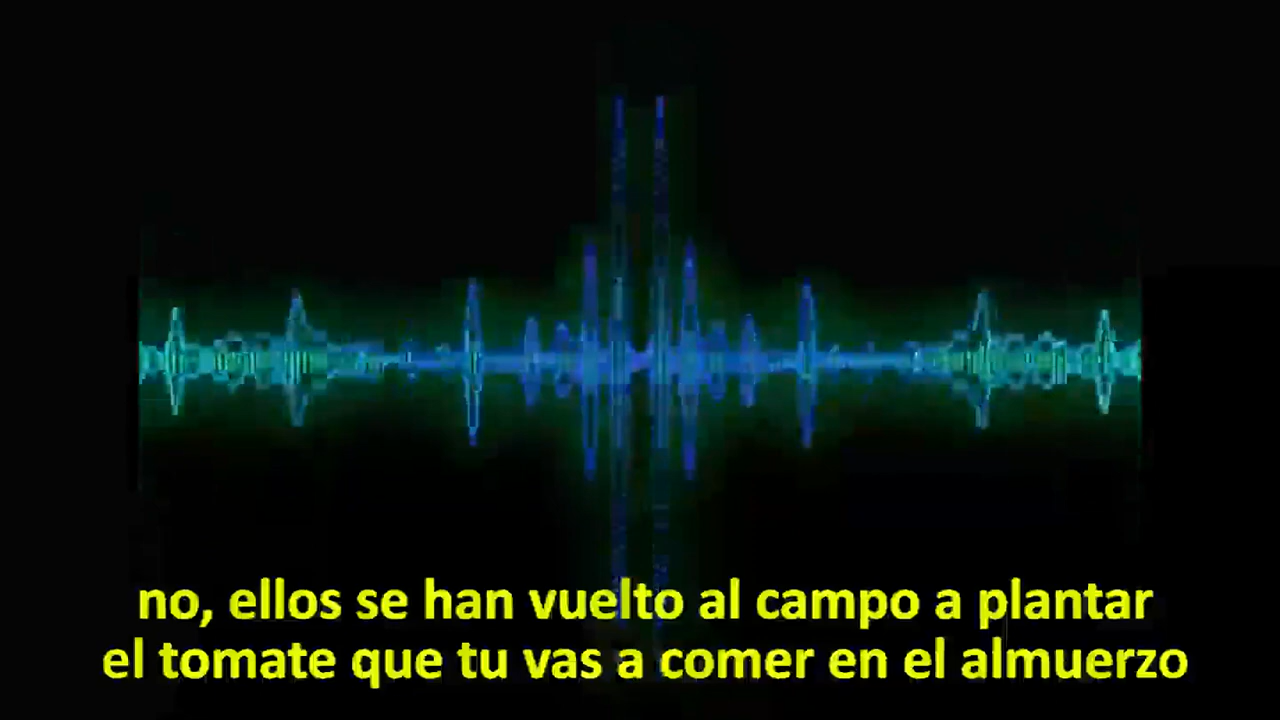 no, ellos se han vuelto al campo a plantar
el tomate que tu vas a comer en el almuerzo